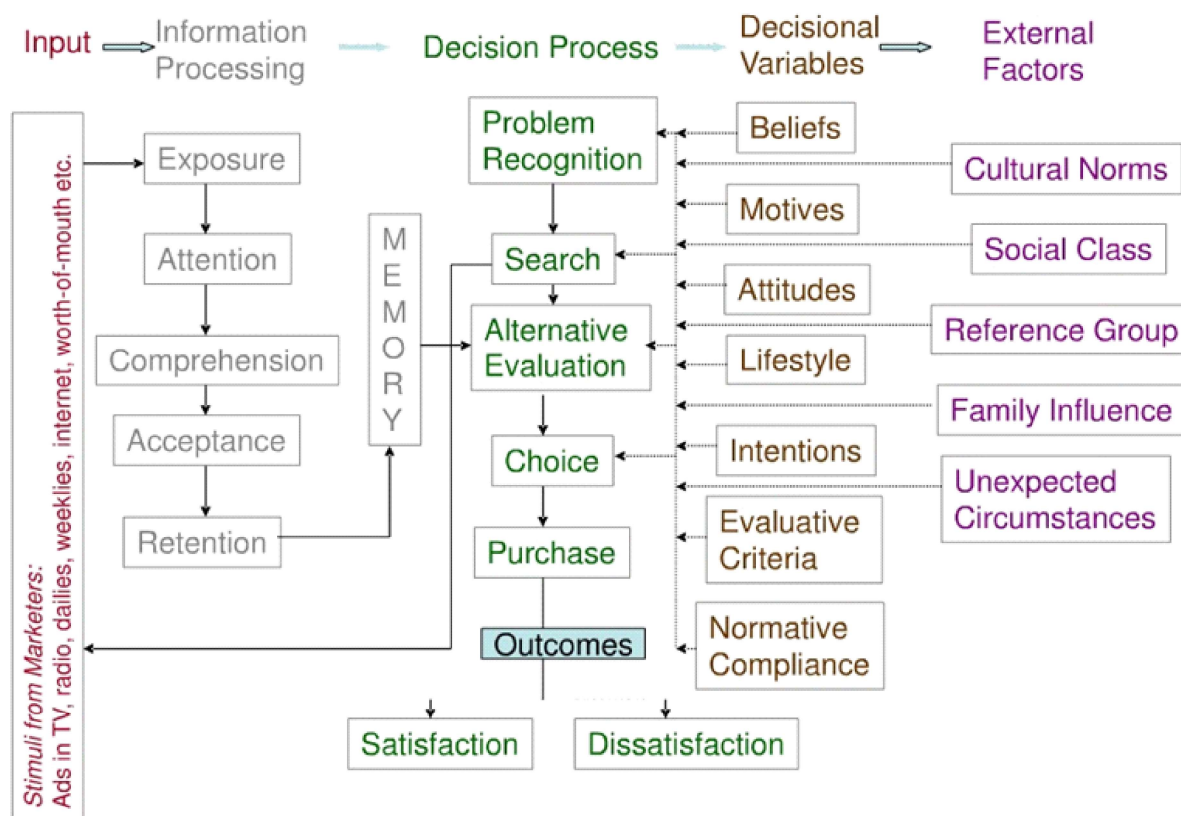 Input
Information
Processing
Decision Process
Decisional
Variables
External
Factors
Stimuli from Marketers:
Ads in TV, radio, dailies, weeklies, internet, worth-of-mouth etc.
Exposure
Attention
Comprehension
Acceptance
Retention
MEMORY
Problem
Recognition
Search
Alternative
Evaluation
Choice
Purchase
Outcomes
Satisfaction
Dissatisfaction
Beliefs
Motives
Attitudes
Lifestyle
Intentions
Evaluative
Criteria
Normative
Compliance
Cultural Norms
Social Class
Reference Group
Family Influence
Unexpected
Circumstances